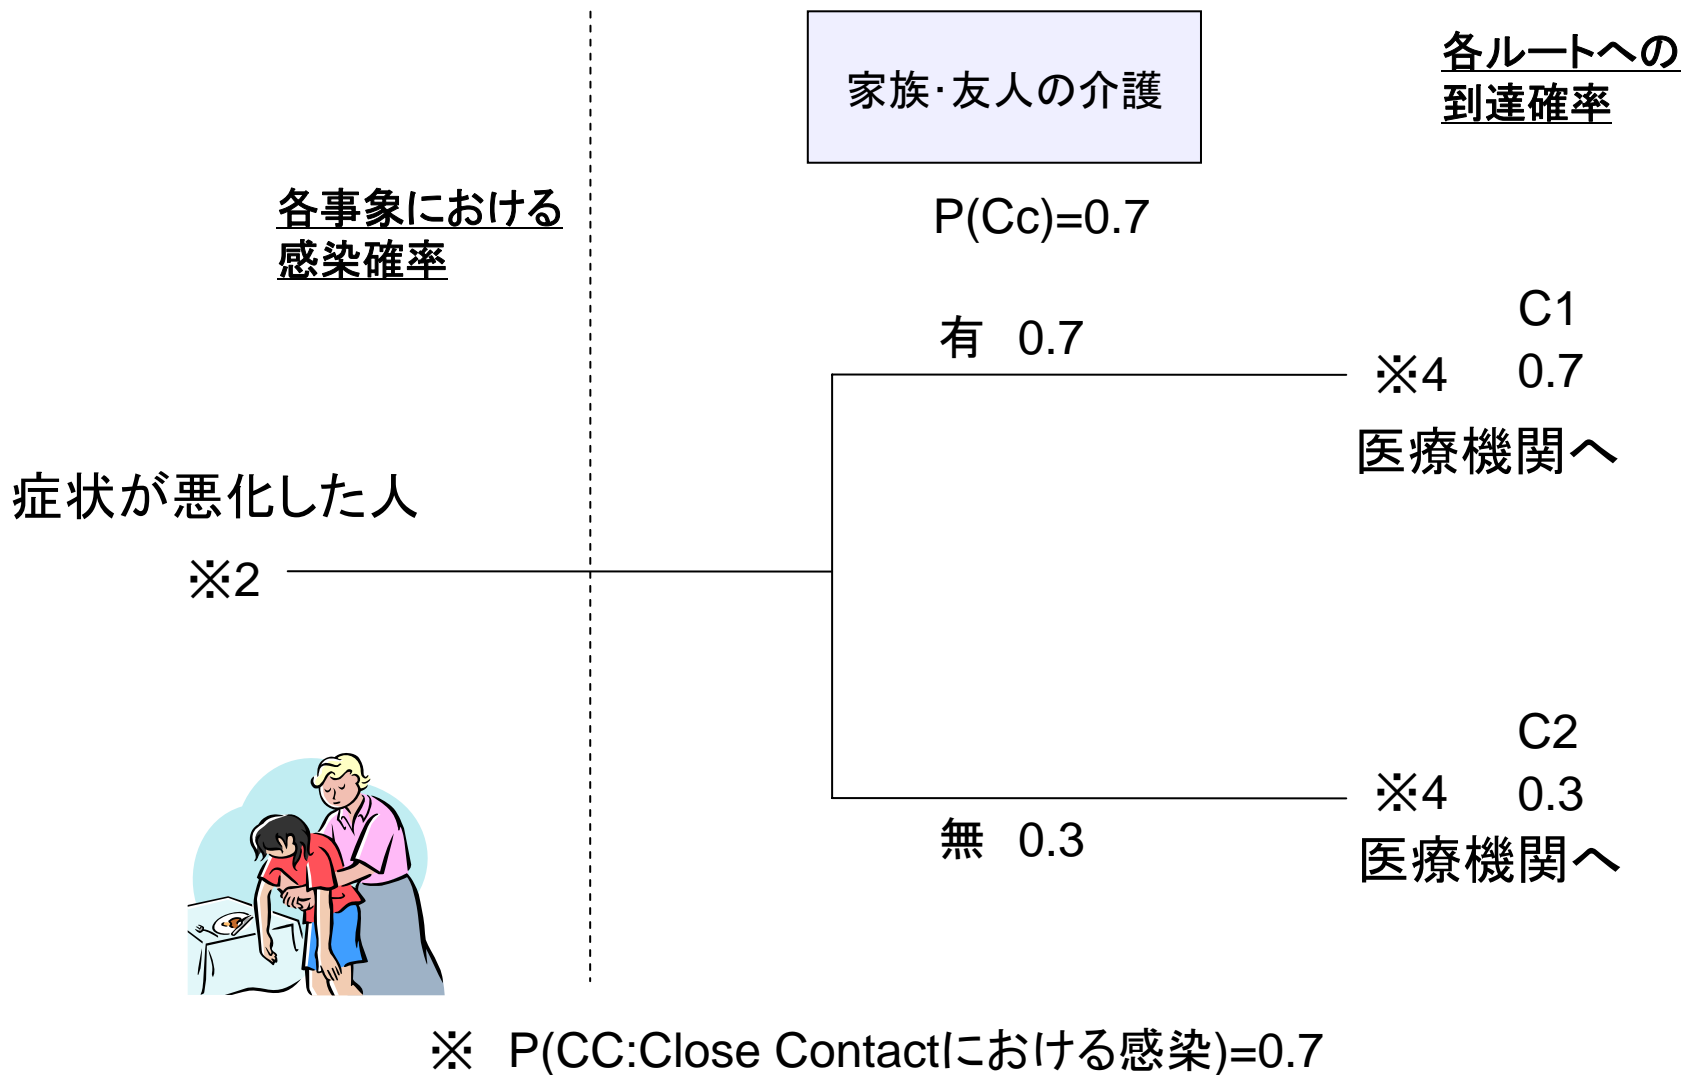 家族・友人の介護
各ルートへの
到達確率
各事象における
感染確率
P(Cc)=0.7
有 0.7
C1
※4 0.7
医療機関へ
症状が悪化した人
※2
C2
※4 0.3
無 0.3
医療機関へ
※ P(CC:Close Contactにおける感染)=0.7